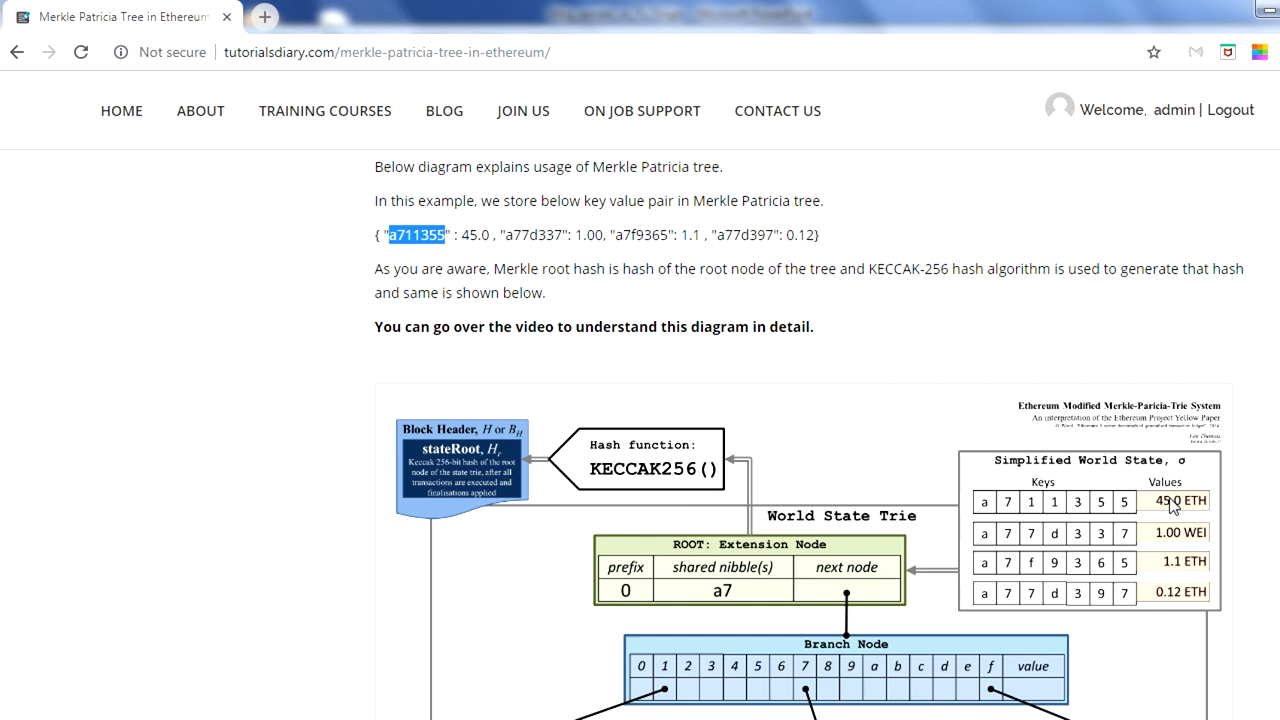 Merkle Patricia Tree in Ethereum
Not secure tutorialsdiary.com/merkle-patricia-tree-in-ethereum/
HOME ABOUT TRAINING COURSES BLOG JOIN US ON JOB SUPPORT CONTACT US Welcome, admin | Logout
Below diagram explains usage of Merkle Patricia tree.
In this example, we store below key value pair in Merkle Patricia tree.
{ "a711355" : 45.0 , "a77d337": 1.00, "a7f9365": 1.1 , "a77d397": 0.12}
As you are aware, Merkle root hash is hash of the root node of the tree and KECCAK-256 hash algorithm is used to generate that hash
and same is shown below.
You can go over the video to understand this diagram in detail.
Ethereum Modified Merkle-Paricia-Trie System
An interpretation of the Ethereum Project Yellow Paper
Block Header, H or B_H
stateRoot, H_r
Keccak 256-bit hash of the root
node of the state trie, after all
transactions are executed and
finalisations applied
Hash function:
KECCAK256()
Simplified World State, σ
Keys Values
a 7 1 1 3 5 5 45.0 ETH
a 7 7 d 3 3 7 1.00 WEI
a 7 f 9 3 6 5 1.1 ETH
a 7 7 d 3 9 7 0.12 ETH
World State Trie
ROOT: Extension Node
prefix shared nibble(s) next node
0 a7
Branch Node
0 1 2 3 4 5 6 7 8 9 a b c d e f value